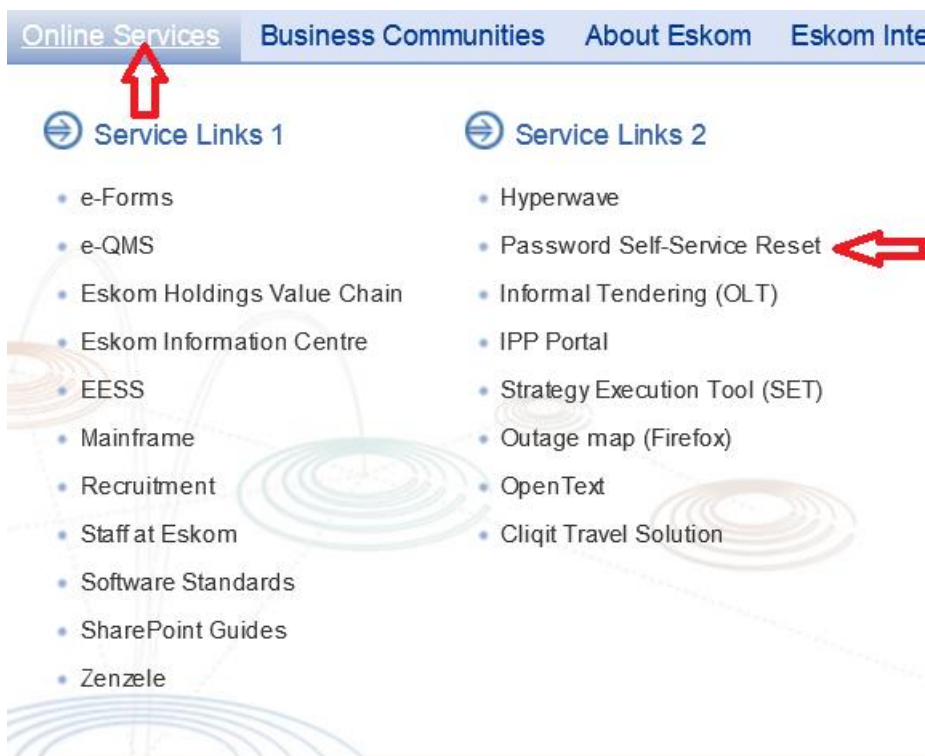 Online Services Business Communities About Eskom Eskom Inte
Service Links 1
e-Forms
e-QMS
Eskom Holdings Value Chain
Eskom Information Centre
EESS
Mainframe
Recruitment
Staff at Eskom
Software Standards
SharePoint Guides
Zenzele
Service Links 2
Hyperwave
Password Self-Service Reset
Informal Tendering (OLT)
IPP Portal
Strategy Execution Tool (SET)
Outage map (Firefox)
OpenText
Cliqit Travel Solution